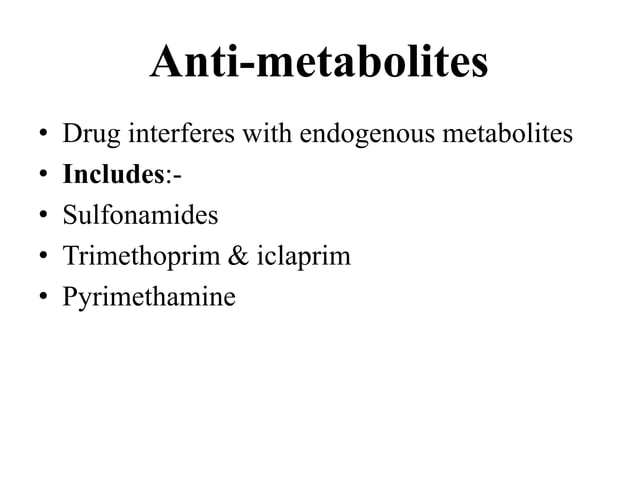 Anti-metabolites
• Drug interferes with endogenous metabolites
• Includes:-
• Sulfonamides
• Trimethoprim & iclaprim
• Pyrimethamine